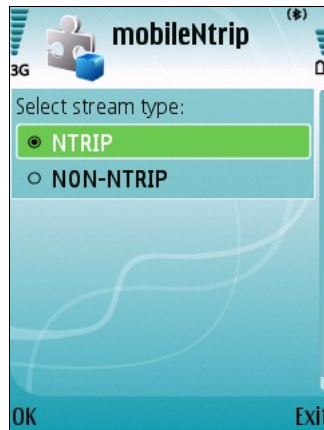 mobileNtrip
3G
Select stream type:
NTRIP
NON-NTRIP
OK Exit